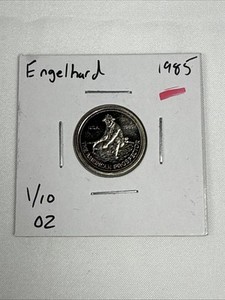 Engelhard 1985
THE AMERICAN PROSPECTOR
1/10
OZ